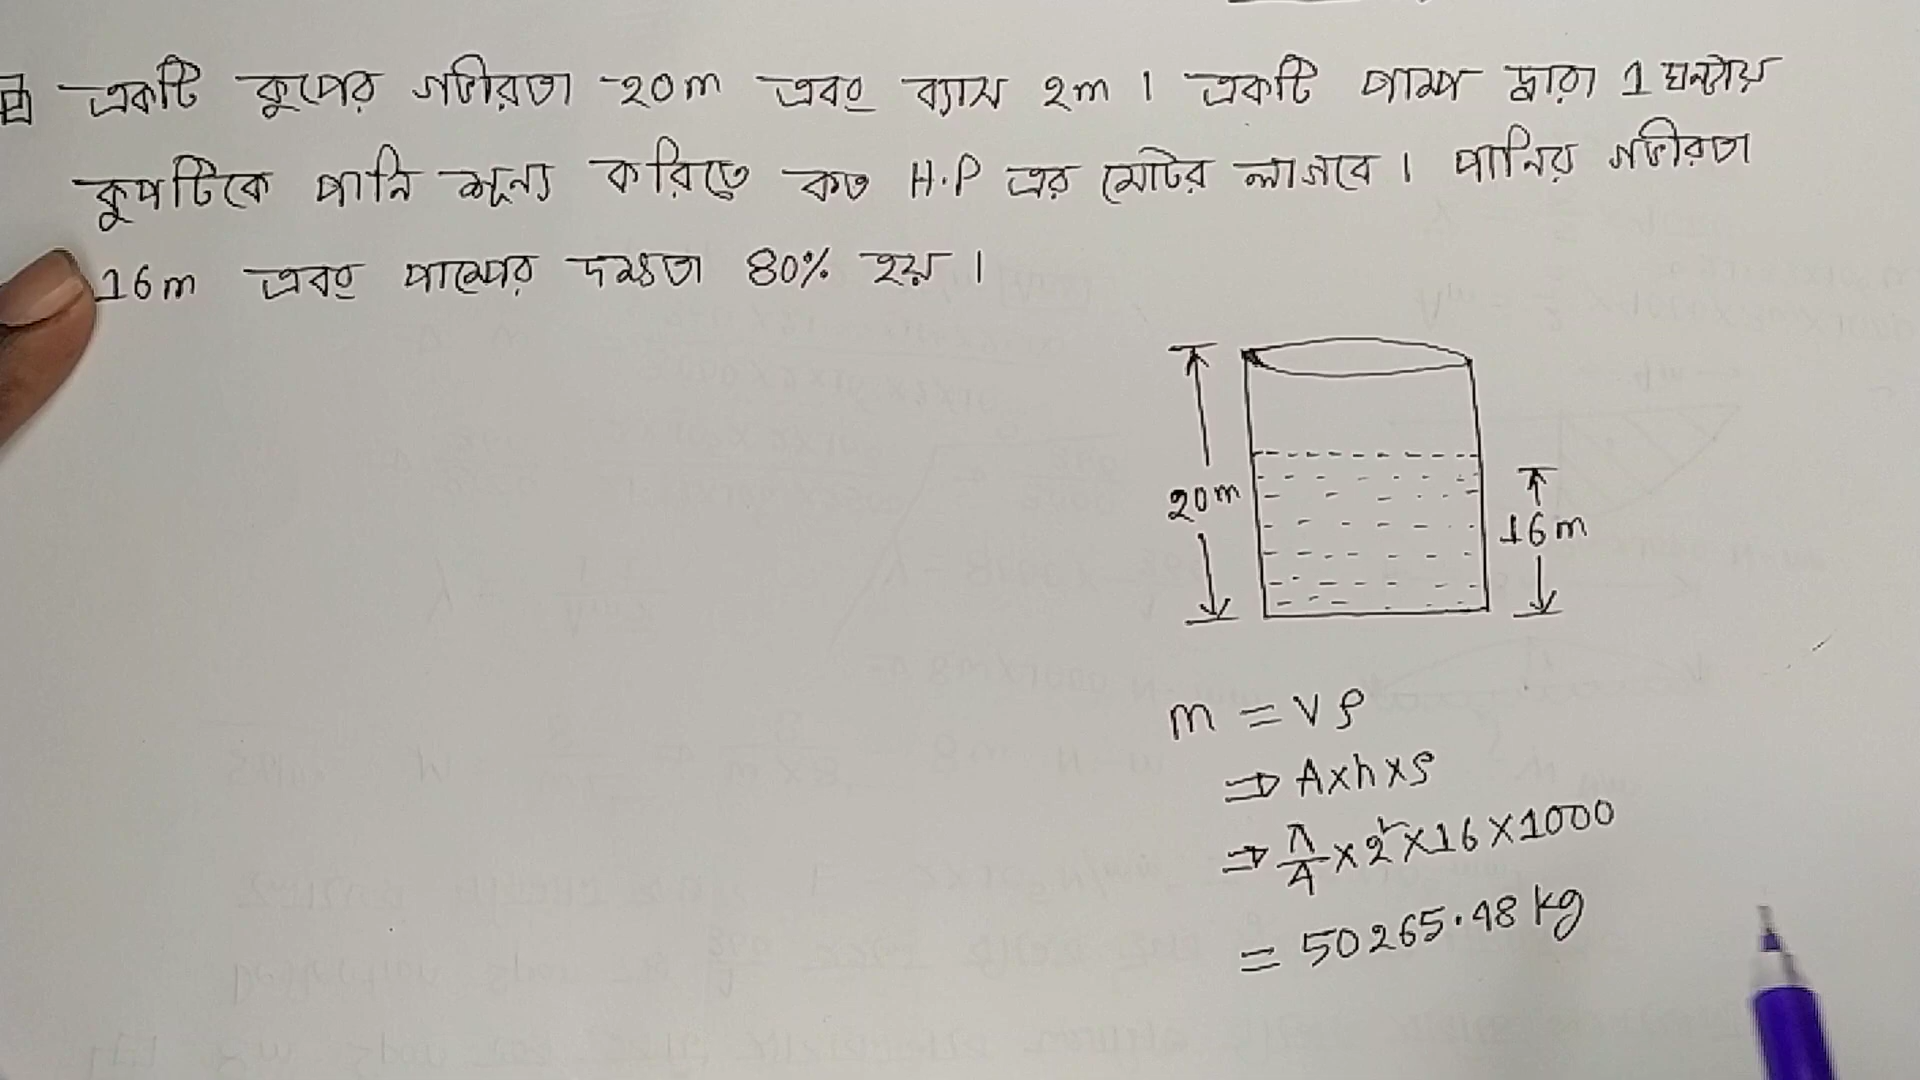 একটি কুপের গভীরতা 20m এবং ব্যাস 2m । একটি পাম্প দ্বারা 1 ঘন্টায়
কুপটিকে পানি শূন্য করিতে কত H.P এর মোটর লাগবে । পানির গভীরতা
16m এবং পাম্পের দক্ষতা 80% হয় ।
20m
16m
m = Vρ
⇒ A×h×ρ
⇒ π/4 ×2²×16×1000
= 50265.48 kg